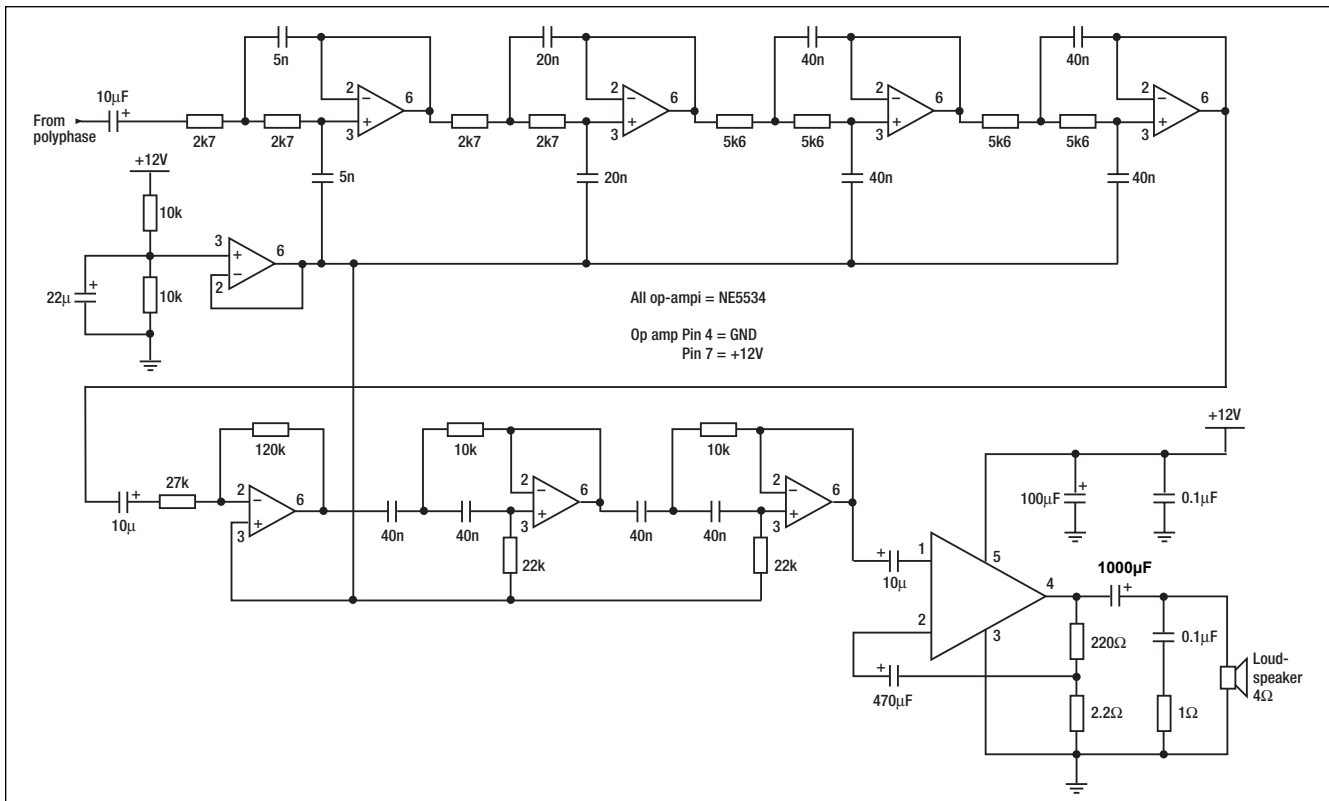 5n
20n
40n
40n
2
6
3
2
6
3
2
6
3
2
6
3
10µF
+
From
polyphase
2k7
2k7
2k7
2k7
5k6
5k6
5k6
5k6
5n
20n
40n
40n
+12V
10k
3
6
2
22µ
+
10k
All op-ampi = NE5534
Op amp Pin 4 = GND
Pin 7 = +12V
120k
10k
10k
27k
10µ
+
2
6
3
40n
40n
2
6
3
22k
40n
40n
2
6
3
22k
+
10µ
1
2
5
4
3
+
470µF
+12V
100µF
+
0.1µF
1000µF
+
220Ω
2.2Ω
0.1µF
1Ω
Loud-
speaker
4Ω